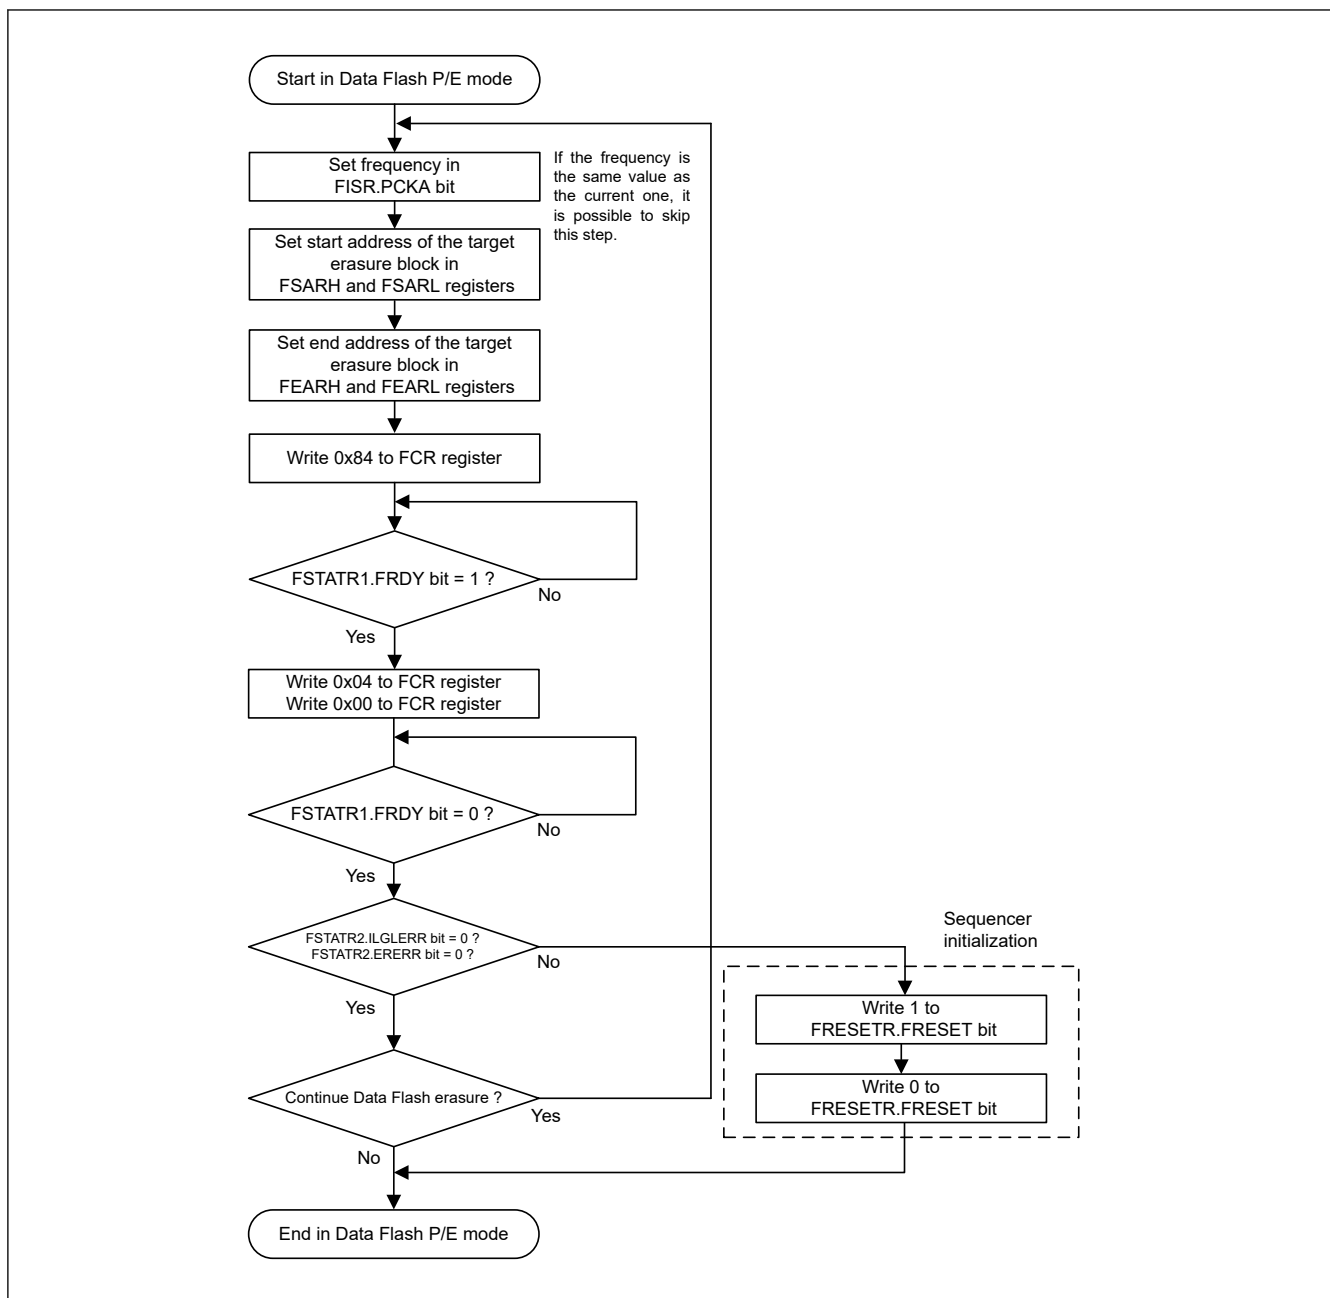 Start in Data Flash P/E mode
Set frequency in
FISR.PCKA bit
If the frequency is
the same value as
the current one, it
is possible to skip
this step.
Set start address of the target
erasure block in
FSARH and FSARL registers
Set end address of the target
erasure block in
FEARH and FEARL registers
Write 0x84 to FCR register
FSTATR1.FRDY bit = 1 ?
No
Yes
Write 0x04 to FCR register
Write 0x00 to FCR register
FSTATR1.FRDY bit = 0 ?
No
Yes
FSTATR2.ILGLERR bit = 0 ?
FSTATR2.ERERR bit = 0 ?
No
Yes
Sequencer
initialization
Write 1 to
FRESETR.FRESET bit
Write 0 to
FRESETR.FRESET bit
Continue Data Flash erasure ?
Yes
No
End in Data Flash P/E mode